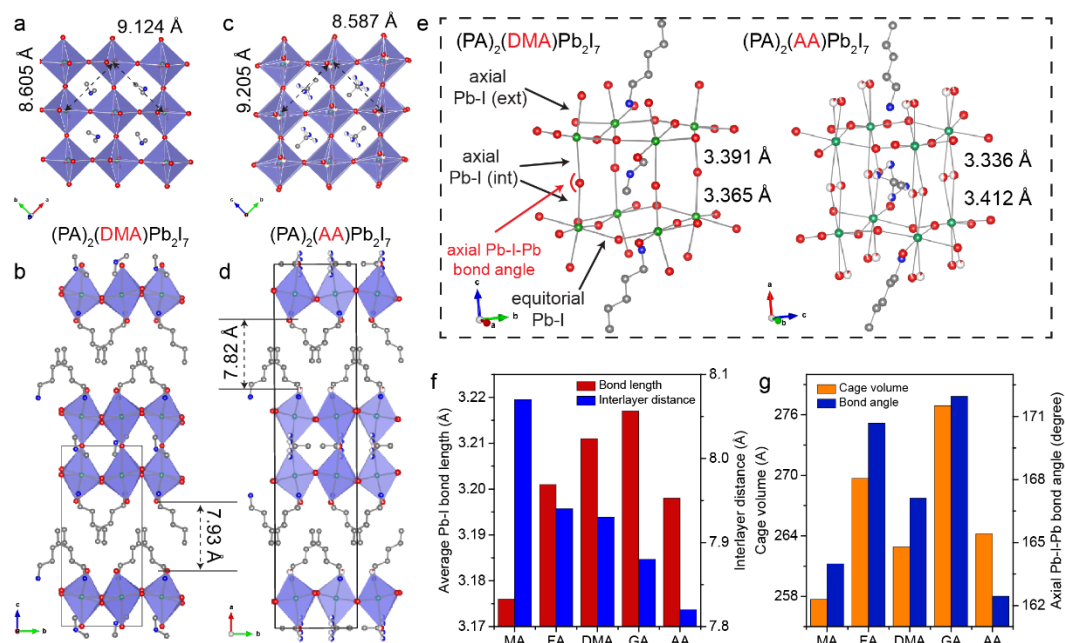 a
9.124 Å
8.605 Å
b
a
(PA)2(DMA)Pb2I7
c
8.587 Å
9.205 Å
c
b
(PA)2(AA)Pb2I7
b
7.93 Å
c
b
d
7.82 Å
a
b
e
(PA)2(DMA)Pb2I7
(PA)2(AA)Pb2I7
axial
Pb-I (ext)
axial
Pb-I (int)
3.391 Å
3.365 Å
3.336 Å
3.412 Å
axial Pb-I-Pb
bond angle
equitorial
Pb-I
c
b
a
a
b
c
f
Bond length
Interlayer distance
Average Pb-I bond length (Å)
3.22
3.21
3.20
3.19
3.18
3.17
Interlayer distance (Å)
8.1
8.0
7.9
7.8
MA
FA
DMA
GA
AA
g
Cage volume
Bond angle
Cage volume (Å)
276
270
264
258
Axial Pb-I-Pb bond angle (degree)
171
168
165
162
MA
FA
DMA
GA
AA